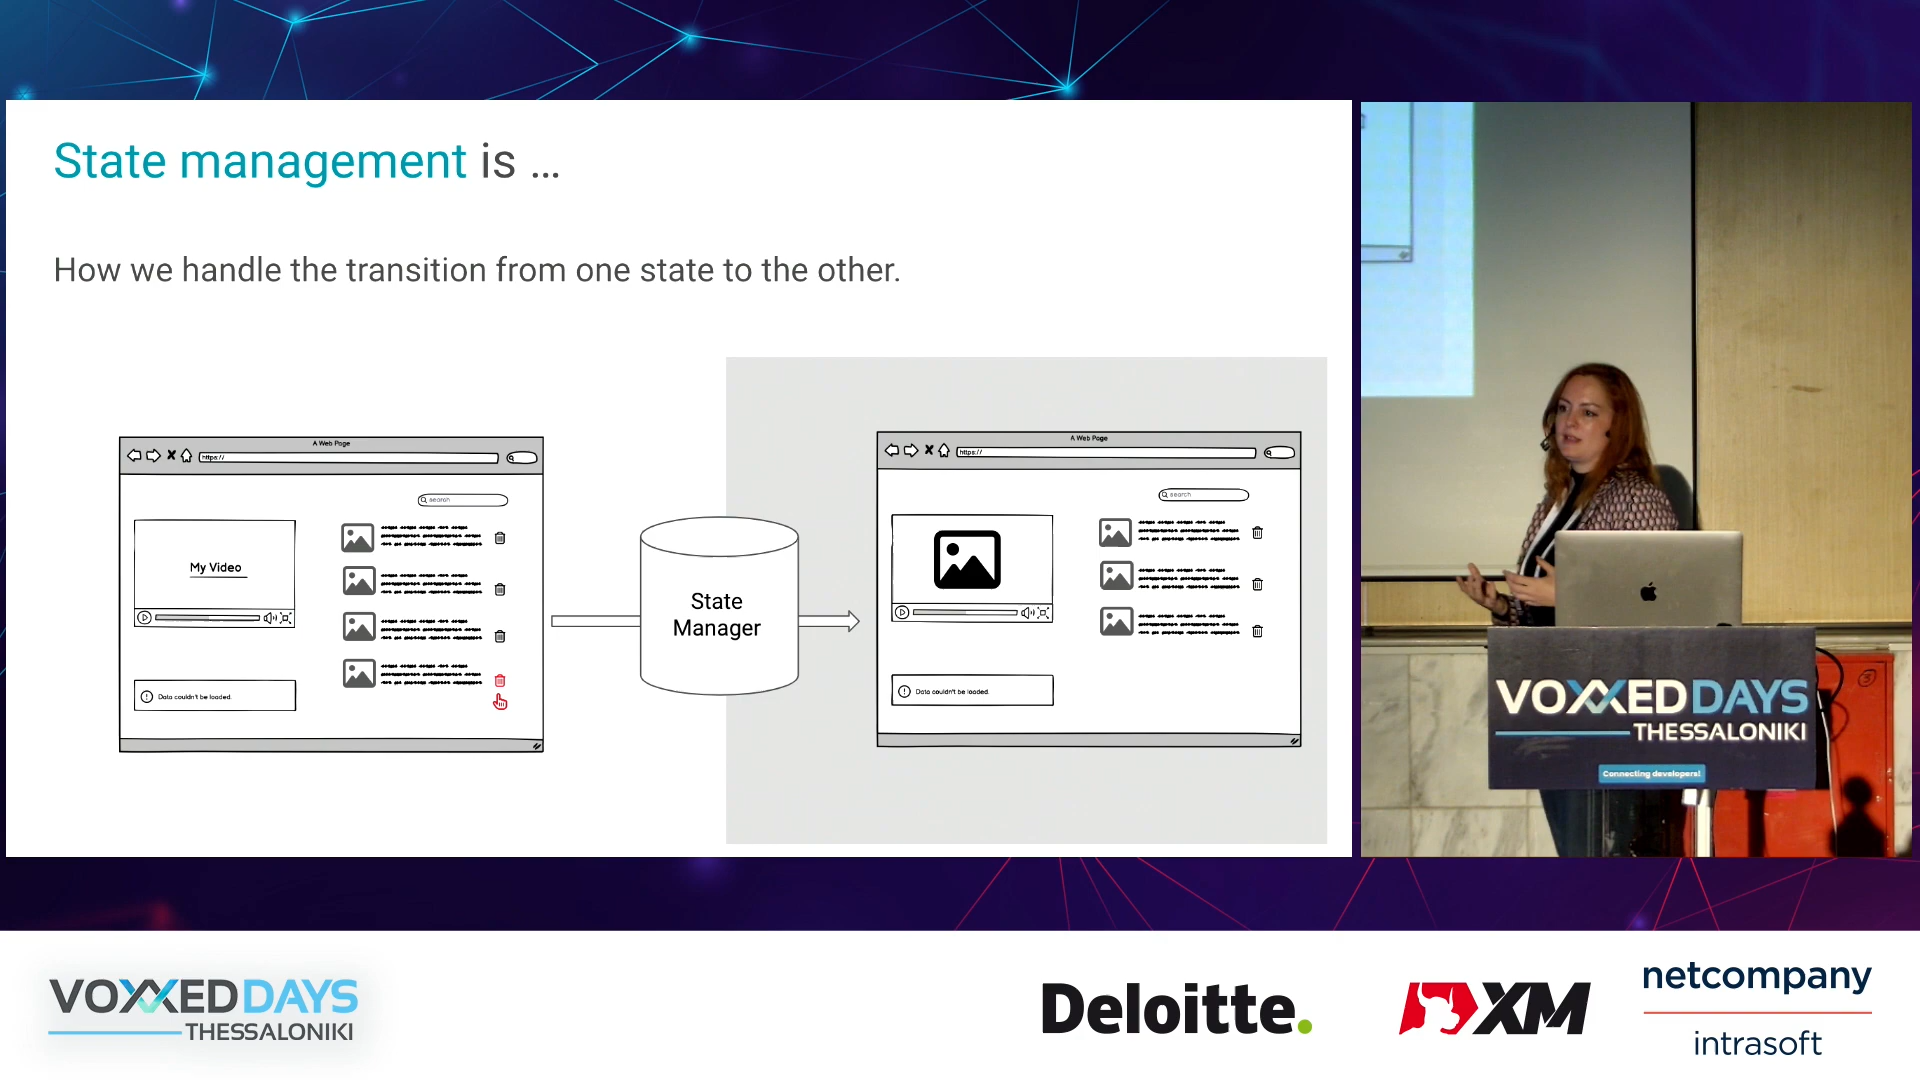 State management is ...
How we handle the transition from one state to the other.
A Web Page
https://
search
My Video
Data couldn't be loaded.
State
Manager
A Web Page
https://
search
Data couldn't be loaded.
VOXXED DAYS
THESSALONIKI
Connecting developers!
VOXXED DAYS
THESSALONIKI
Deloitte.
XM
netcompany
intrasoft